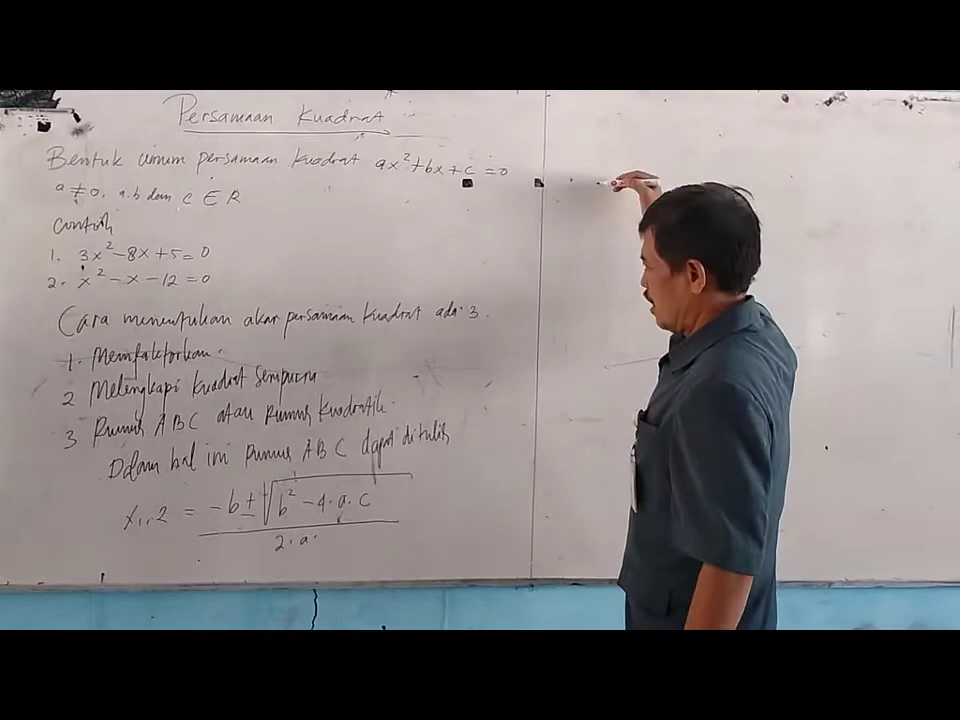 Persamaan Kuadrat
Bentuk umum persamaan kuadrat ax²+bx+c=0
a ≠ 0, a.b dan c ∈ R
Contoh
1. 3x²-8x+5=0
2. x²-x-12=0
Cara menentukan akar persamaan kuadrat ada 3.
1. Memfaktorkan.
2 Melengkapi kuadrat sempurna
3 Rumus ABC atau Rumus Kuadratik.
Dalam hal ini Rumus ABC dapat ditulis
x₁,₂ = -b ± √b²-4.a.c
2.a.